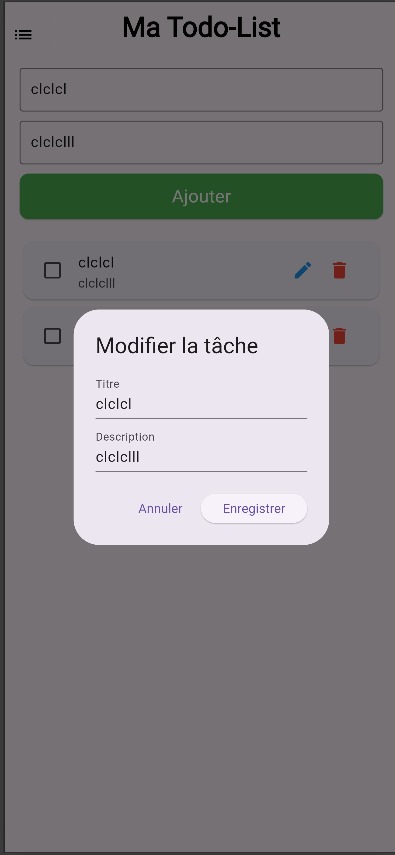 Ma Todo-List
clclcl
clclclll
Ajouter
clclcl
clclclll
Modifier la tâche
Titre
clclcl
Description
clclclll
Annuler
Enregistrer